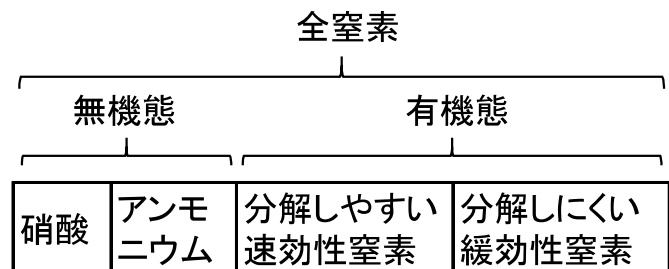 全窒素
無機態
有機態
硝酸
アンモ
ニウム
分解しやすい
速効性窒素
分解しにくい
緩効性窒素